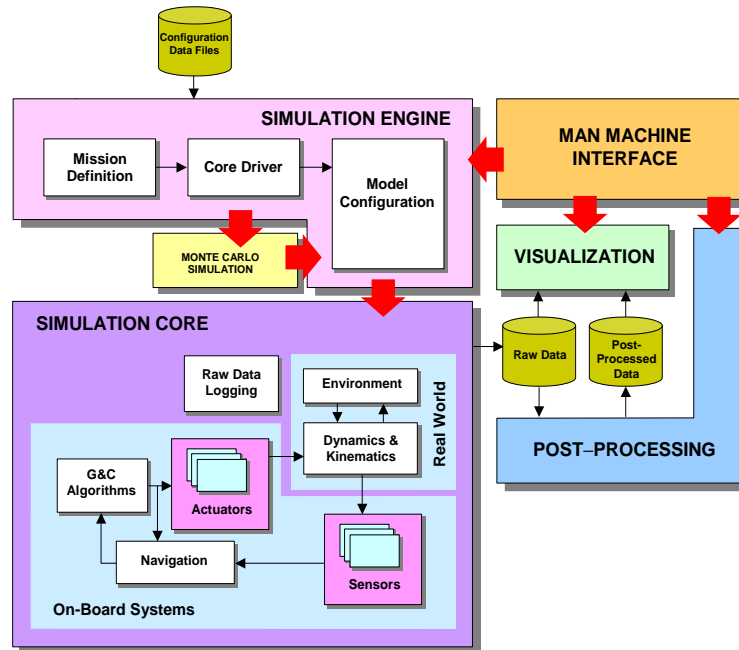 Configuration
Data Files
SIMULATION ENGINE
Mission
Definition
Core Driver
Model
Configuration
MAN MACHINE
INTERFACE
MONTE CARLO
SIMULATION
VISUALIZATION
SIMULATION CORE
Raw Data
Post-
Processed
Data
Raw Data
Logging
Environment
Dynamics &
Kinematics
Real World
POST–PROCESSING
G&C
Algorithms
Actuators
Navigation
Sensors
On-Board Systems